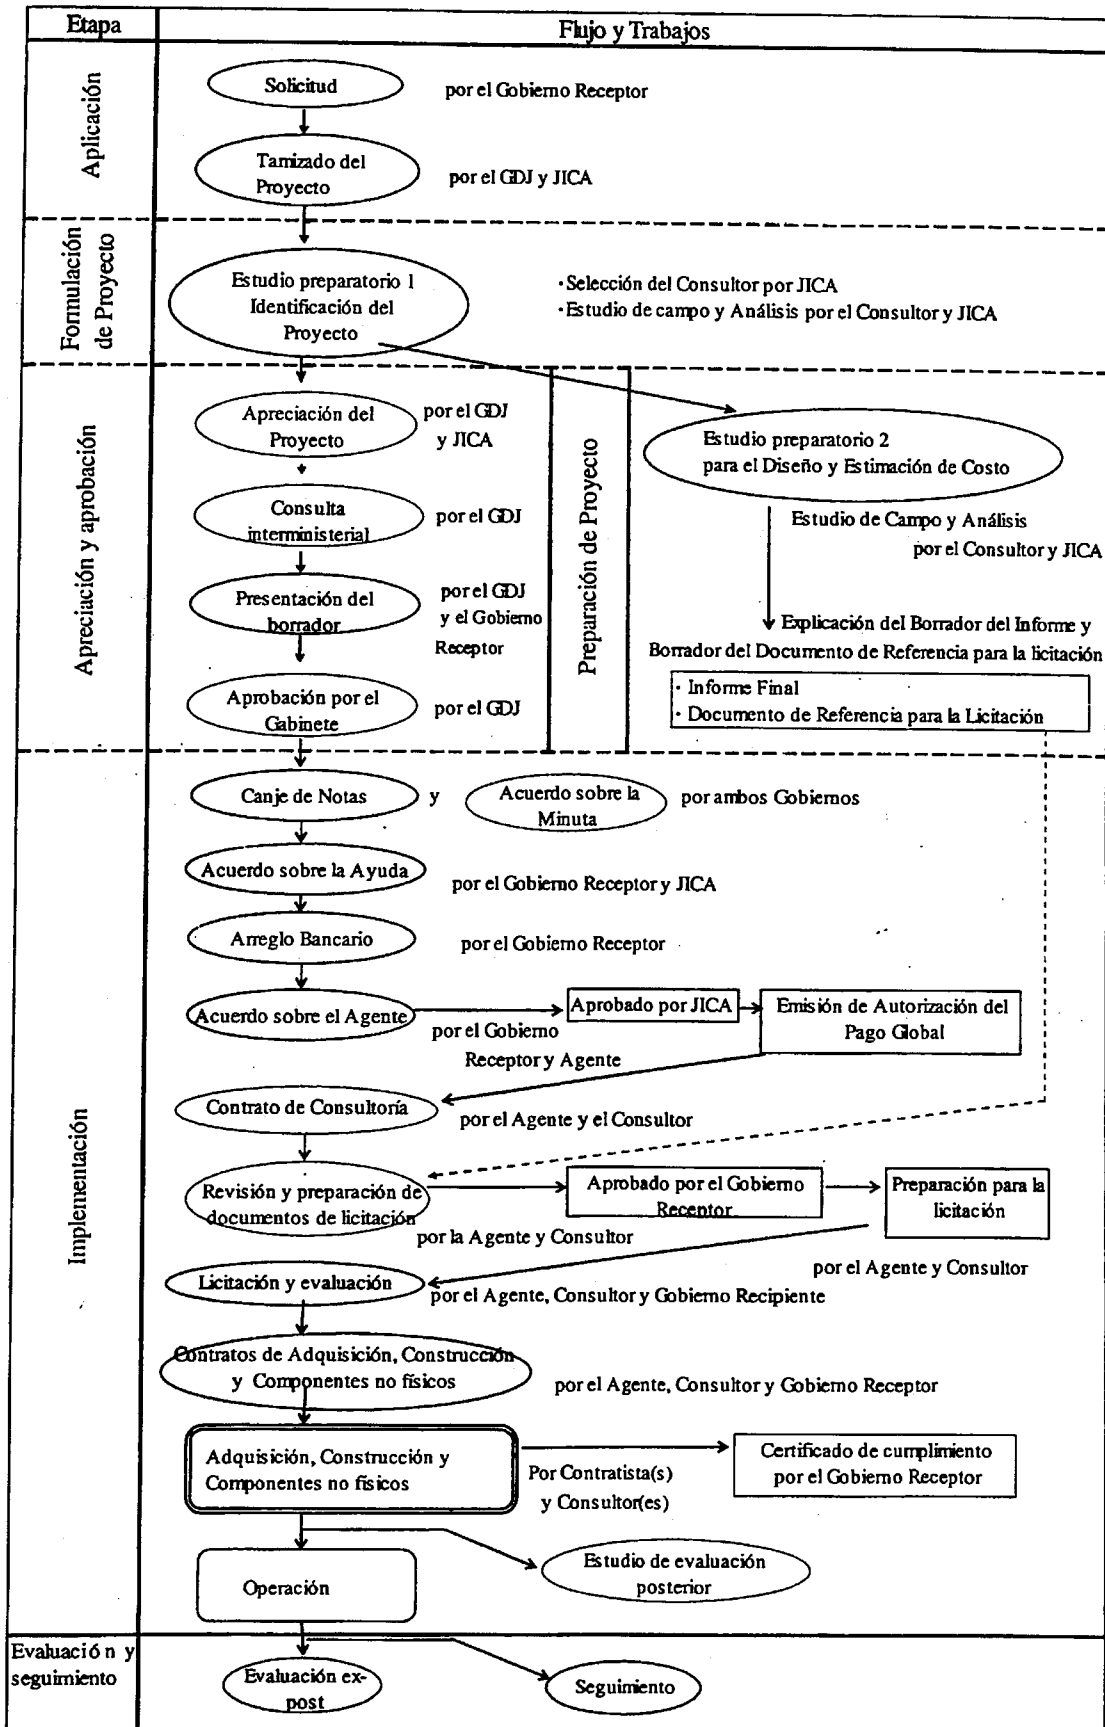 Etapa
Flujo y Trabajos
Aplicación
Solicitud
por el Gobierno Receptor
Tamizado del
Proyecto
por el GDJ y JICA
Formulación
de Proyecto
Estudio preparatorio 1
Identificación del
Proyecto
·Selección del Consultor por JICA
·Estudio de campo y Análisis por el Consultor y JICA
Apreciación y aprobación
Apreciación del
Proyecto
por el GDJ
y JICA
Consulta
interministerial
por el GDJ
Presentación del
borrador
por el GDJ
y el Gobierno
Receptor
Aprobación por el
Gabinete
por el GDJ
Preparación de Proyecto
Estudio preparatorio 2
para el Diseño y Estimación de Costo
Estudio de Campo y Análisis
por el Consultor y JICA
Explicación del Borrador del Informe y
Borrador del Documento de Referencia para la licitación
· Informe Final
· Documento de Referencia para la Licitación
Implementación
Canje de Notas
y
Acuerdo sobre la
Minuta
por ambos Gobiernos
Acuerdo sobre la Ayuda
por el Gobierno Receptor y JICA
Arreglo Bancario
por el Gobierno Receptor
Acuerdo sobre el Agente
por el Gobierno
Receptor y Agente
Aprobado por JICA
Emisión de Autorización del
Pago Global
Contrato de Consultoría
por el Agente y el Consultor
Revisión y preparación de
documentos de licitación
por la Agente y Consultor
Aprobado por el Gobierno
Receptor
Preparación para la
licitación
por el Agente y Consultor
Licitación y evaluación
por el Agente, Consultor y Gobierno Recipiente
Contratos de Adquisición, Construcción
y Componentes no físicos
por el Agente, Consultor y Gobierno Receptor
Adquisición, Construcción y
Componentes no físicos
Por Contratista(s)
y Consultor(es)
Certificado de cumplimiento
por el Gobierno Receptor
Operación
Estudio de evaluación
posterior
Evaluación y
seguimiento
Evaluación ex-
post
Seguimiento